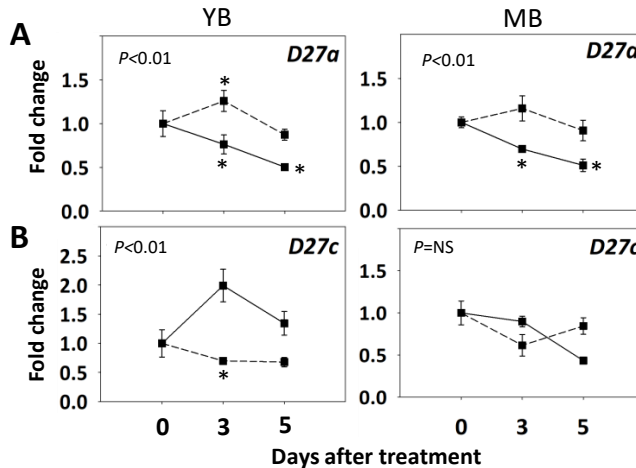 YB
MB
A
P<0.01
D27a
*
*
*
1.5
1.0
0.5
0.0
Fold change
P<0.01
D27a
*
*
1.5
1.0
0.5
0.0
B
P<0.01
D27c
*
2.5
2.0
1.5
1.0
0.5
0.0
Fold change
0 3 5
P=NS
D27c
1.5
1.0
0.5
0.0
0 3 5
Days after treatment